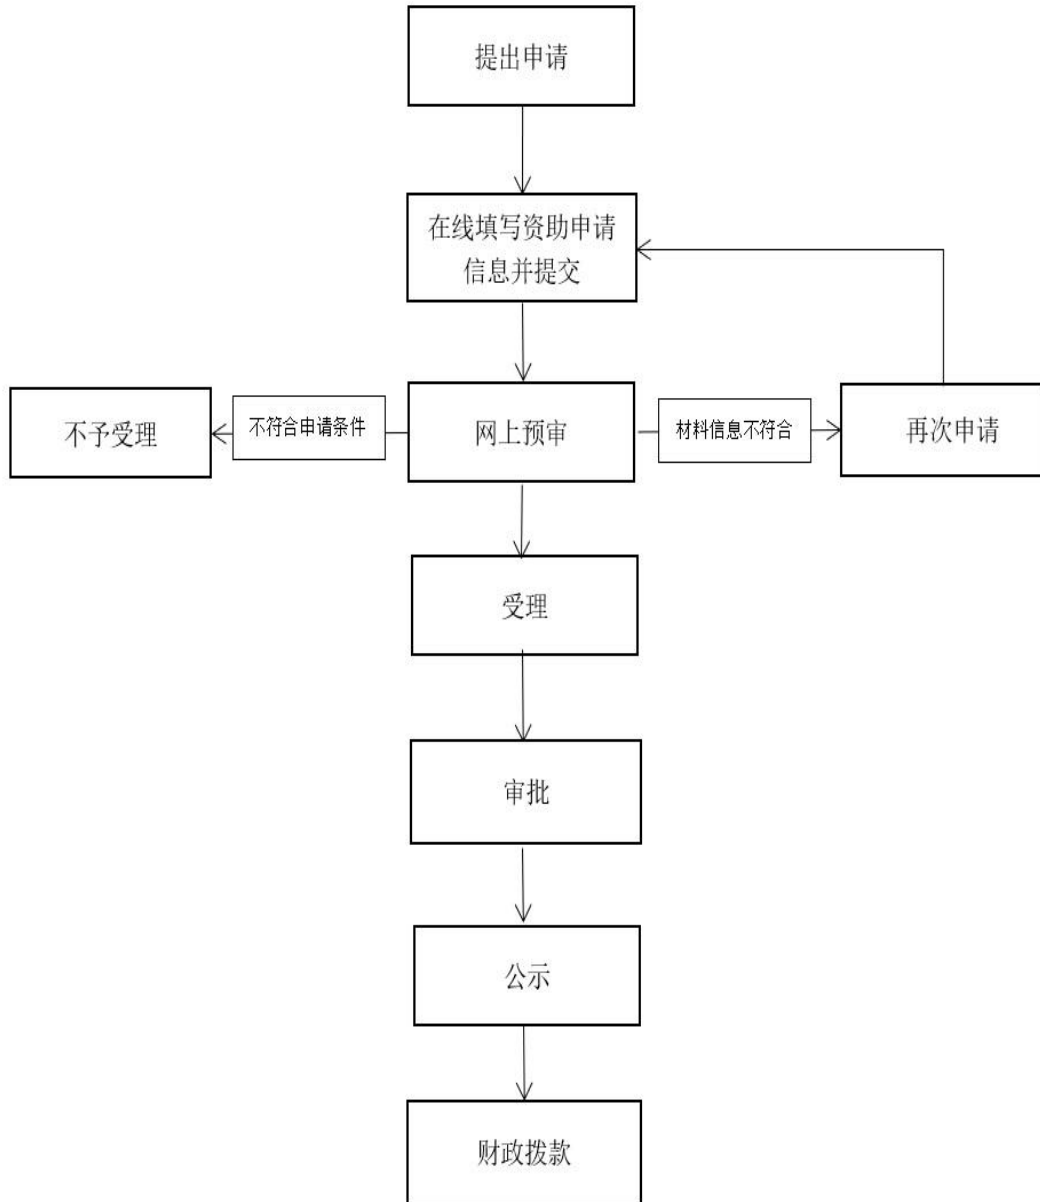 提出申请
在线填写资助申请
信息并提交
不予受理
不符合申请条件
网上预审
材料信息不符合
再次申请
受理
审批
公示
财政拨款